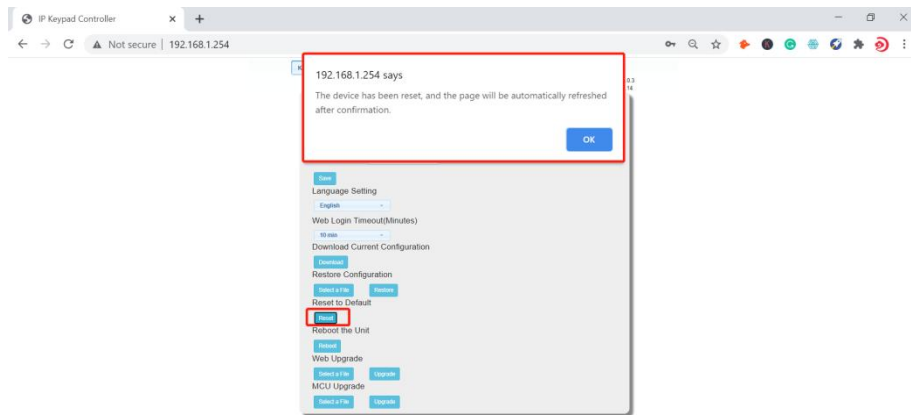 IP Keypad Controller
Not secure | 192.168.1.254
K
192.168.1.254 says
The device has been reset, and the page will be automatically refreshed
after confirmation.
OK
0.3
14
Save
Language Setting
English
Web Login Timeout(Minutes)
10 min
Download Current Configuration
Download
Restore Configuration
Select a File Restore
Reset to Default
Reset
Reboot the Unit
Reboot
Web Upgrade
Select a File Upgrade
MCU Upgrade
Select a File Upgrade